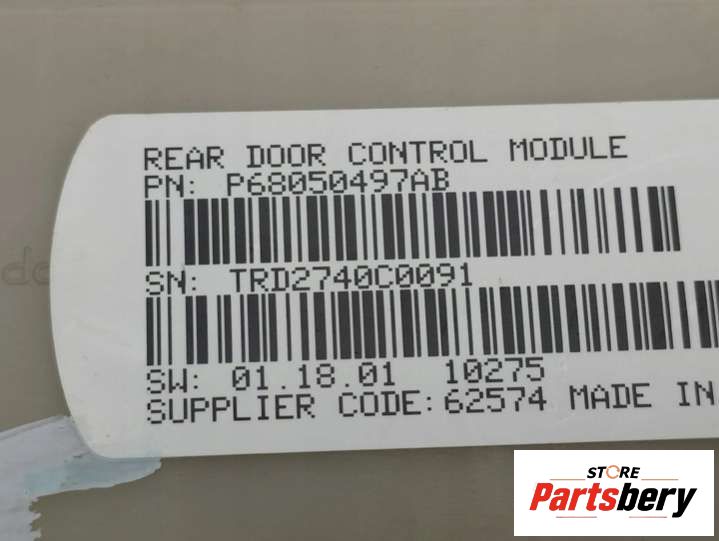 REAR DOOR CONTROL MODULE
PN: P68050497AB
SN: TRD2740C0091
SW: 01.18.01 10275
SUPPLIER CODE: 62574 MADE IN
STORE
Partsbery